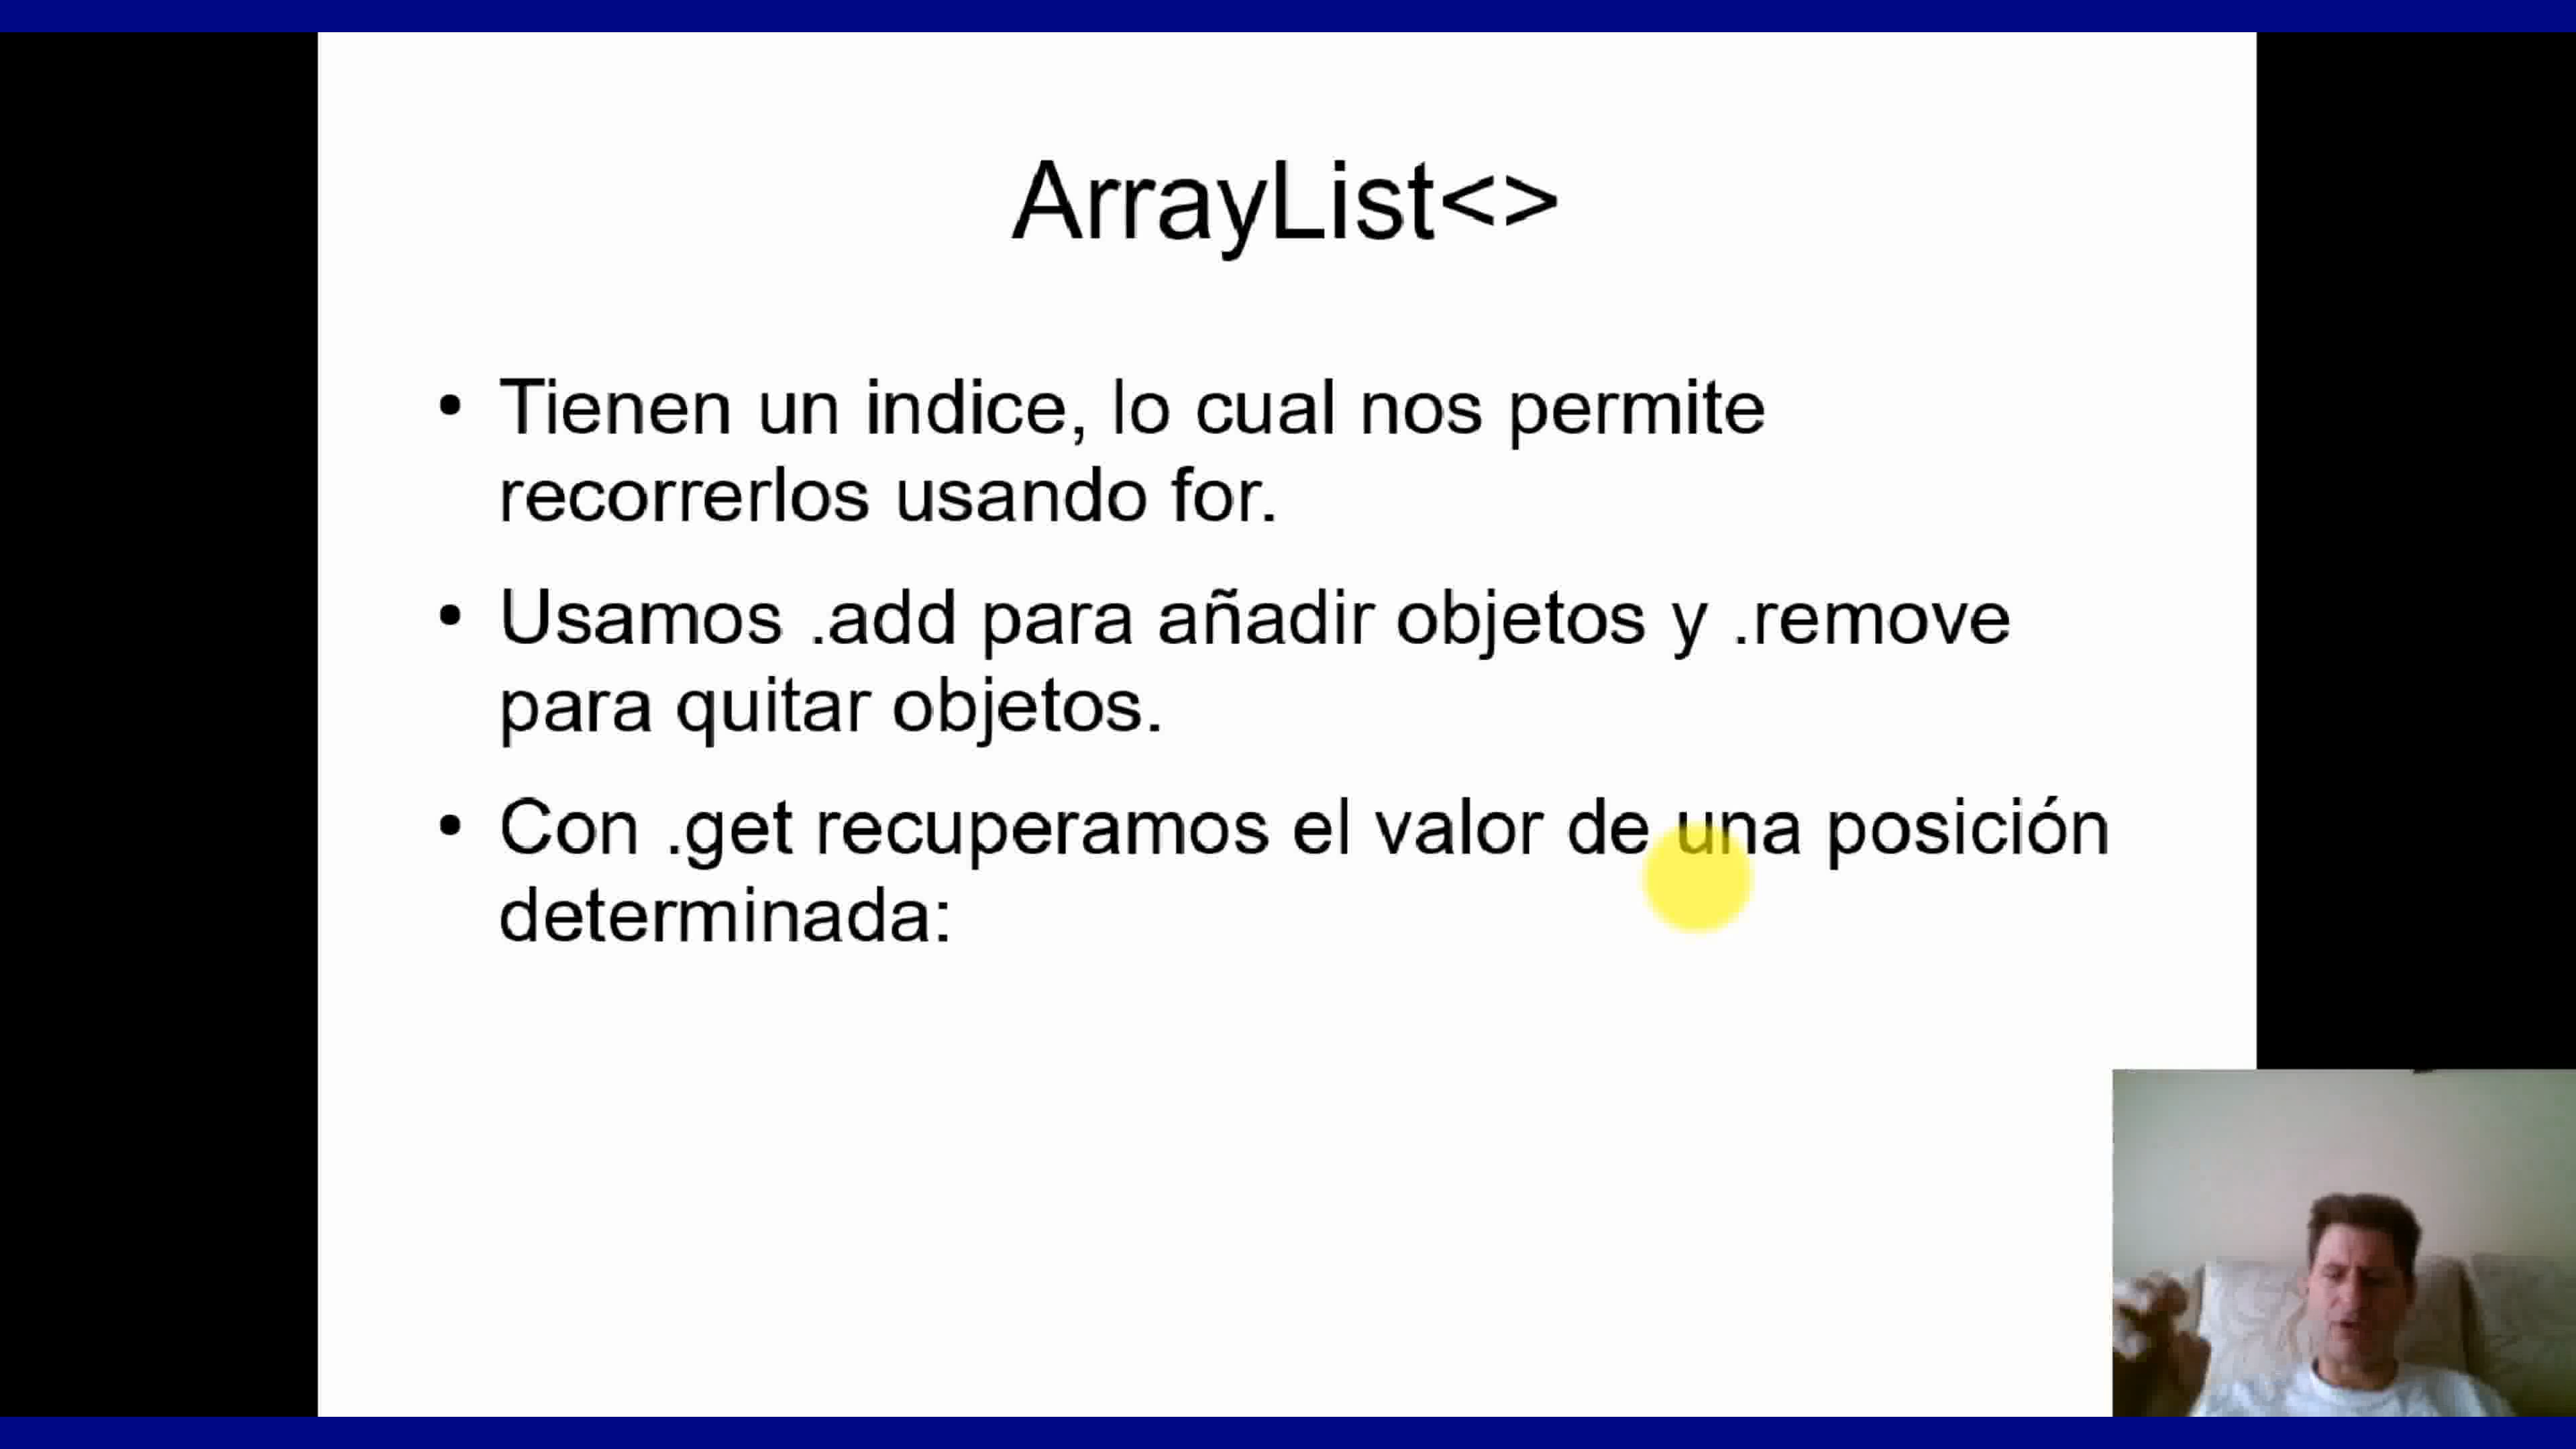 ArrayList<>
• Tienen un indice, lo cual nos permite
recorrerlos usando for.
• Usamos .add para añadir objetos y .remove
para quitar objetos.
• Con .get recuperamos el valor de una posición
determinada: